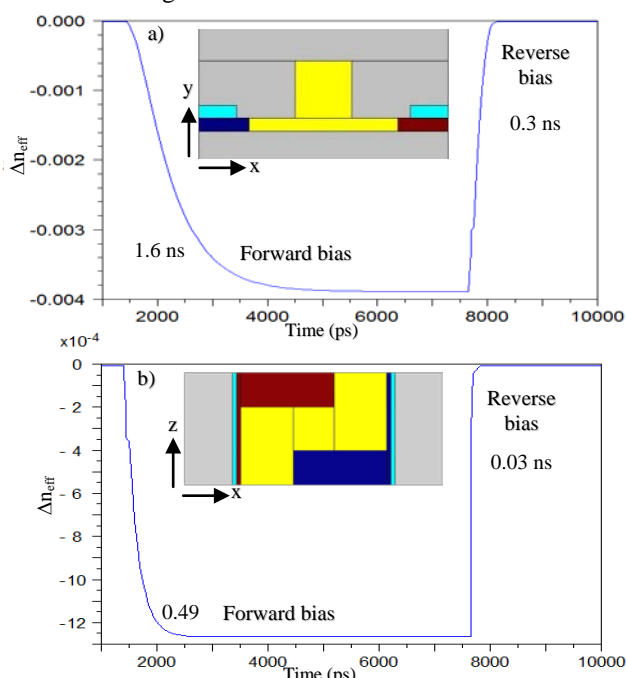 0.000
a)
Reverse
bias
y
-0.001
0.3 ns
Δneff
-0.002
x
-0.003
1.6 ns
Forward bias
-0.004
2000
4000
6000
8000
10000
Time (ps)
x10⁻⁴
0
b)
Reverse
bias
- 2
z
0.03 ns
- 4
x
Δneff
- 6
- 8
- 10
0.49
Forward bias
- 12
2000
4000
6000
8000
10000
Time (ps)